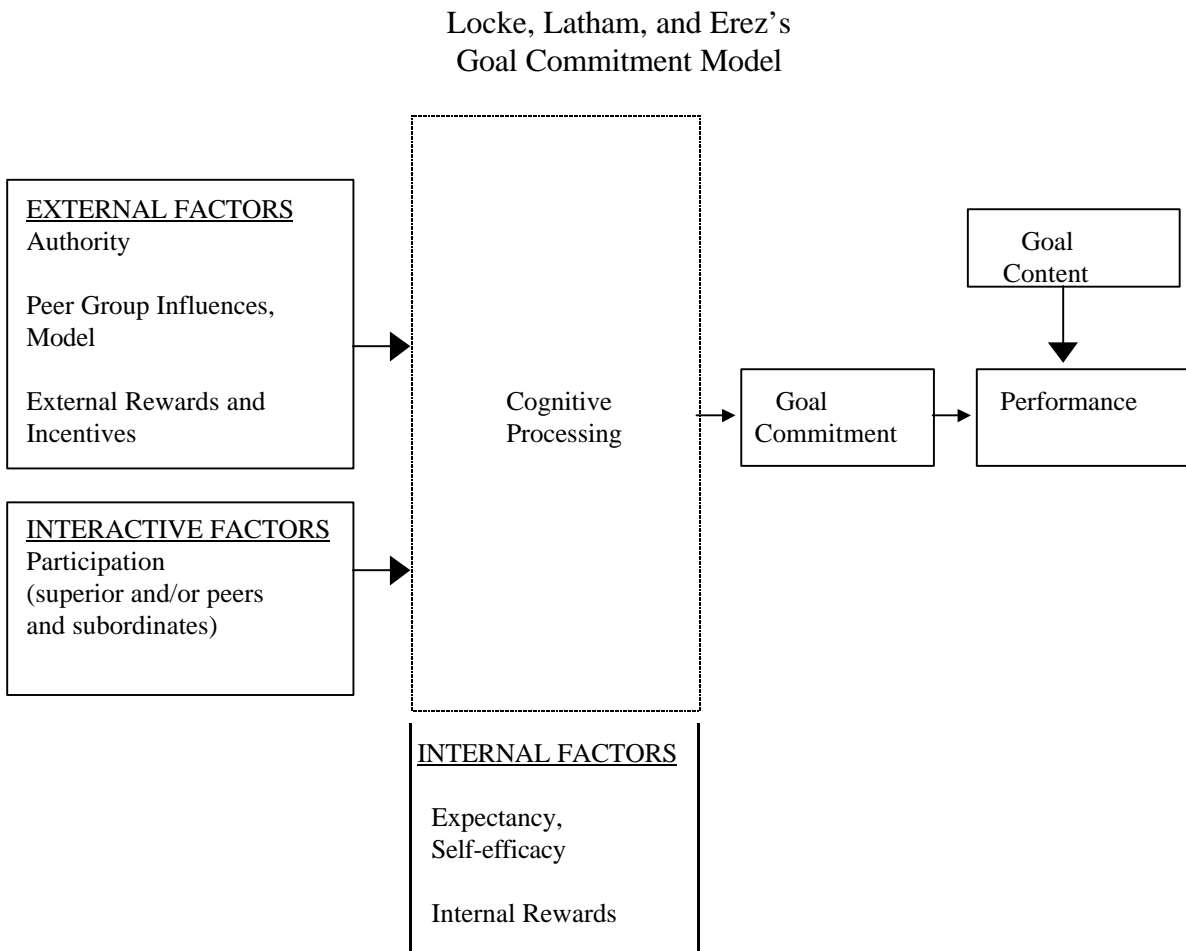 Locke, Latham, and Erez’s
Goal Commitment Model
EXTERNAL FACTORS
Authority
Peer Group Influences,
Model
External Rewards and
Incentives
INTERACTIVE FACTORS
Participation
(superior and/or peers
and subordinates)
Cognitive
Processing
INTERNAL FACTORS
Expectancy,
Self-efficacy
Internal Rewards
Goal
Commitment
Goal
Content
Performance